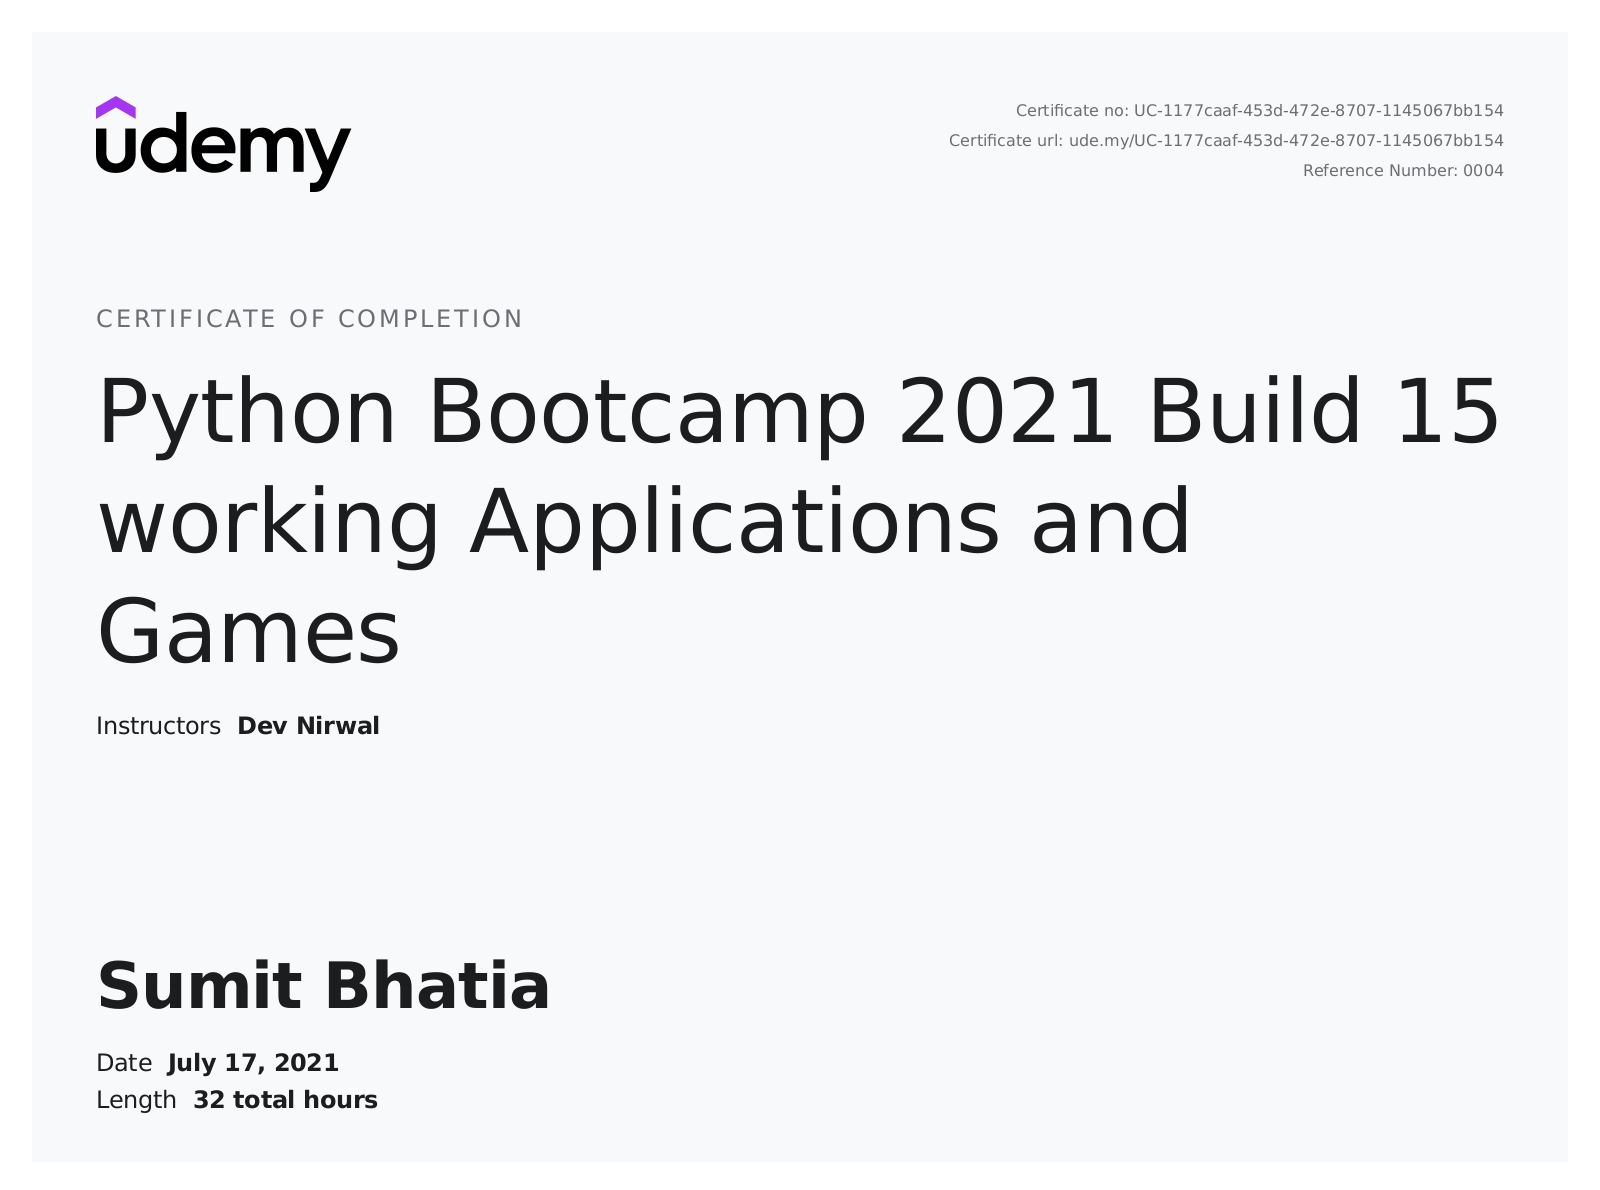 udemy
Certificate no: UC-1177caaf-453d-472e-8707-1145067bb154
Certificate url: ude.my/UC-1177caaf-453d-472e-8707-1145067bb154
Reference Number: 0004
CERTIFICATE OF COMPLETION
Python Bootcamp 2021 Build 15
working Applications and
Games
Instructors Dev Nirwal
Sumit Bhatia
Date July 17, 2021
Length 32 total hours